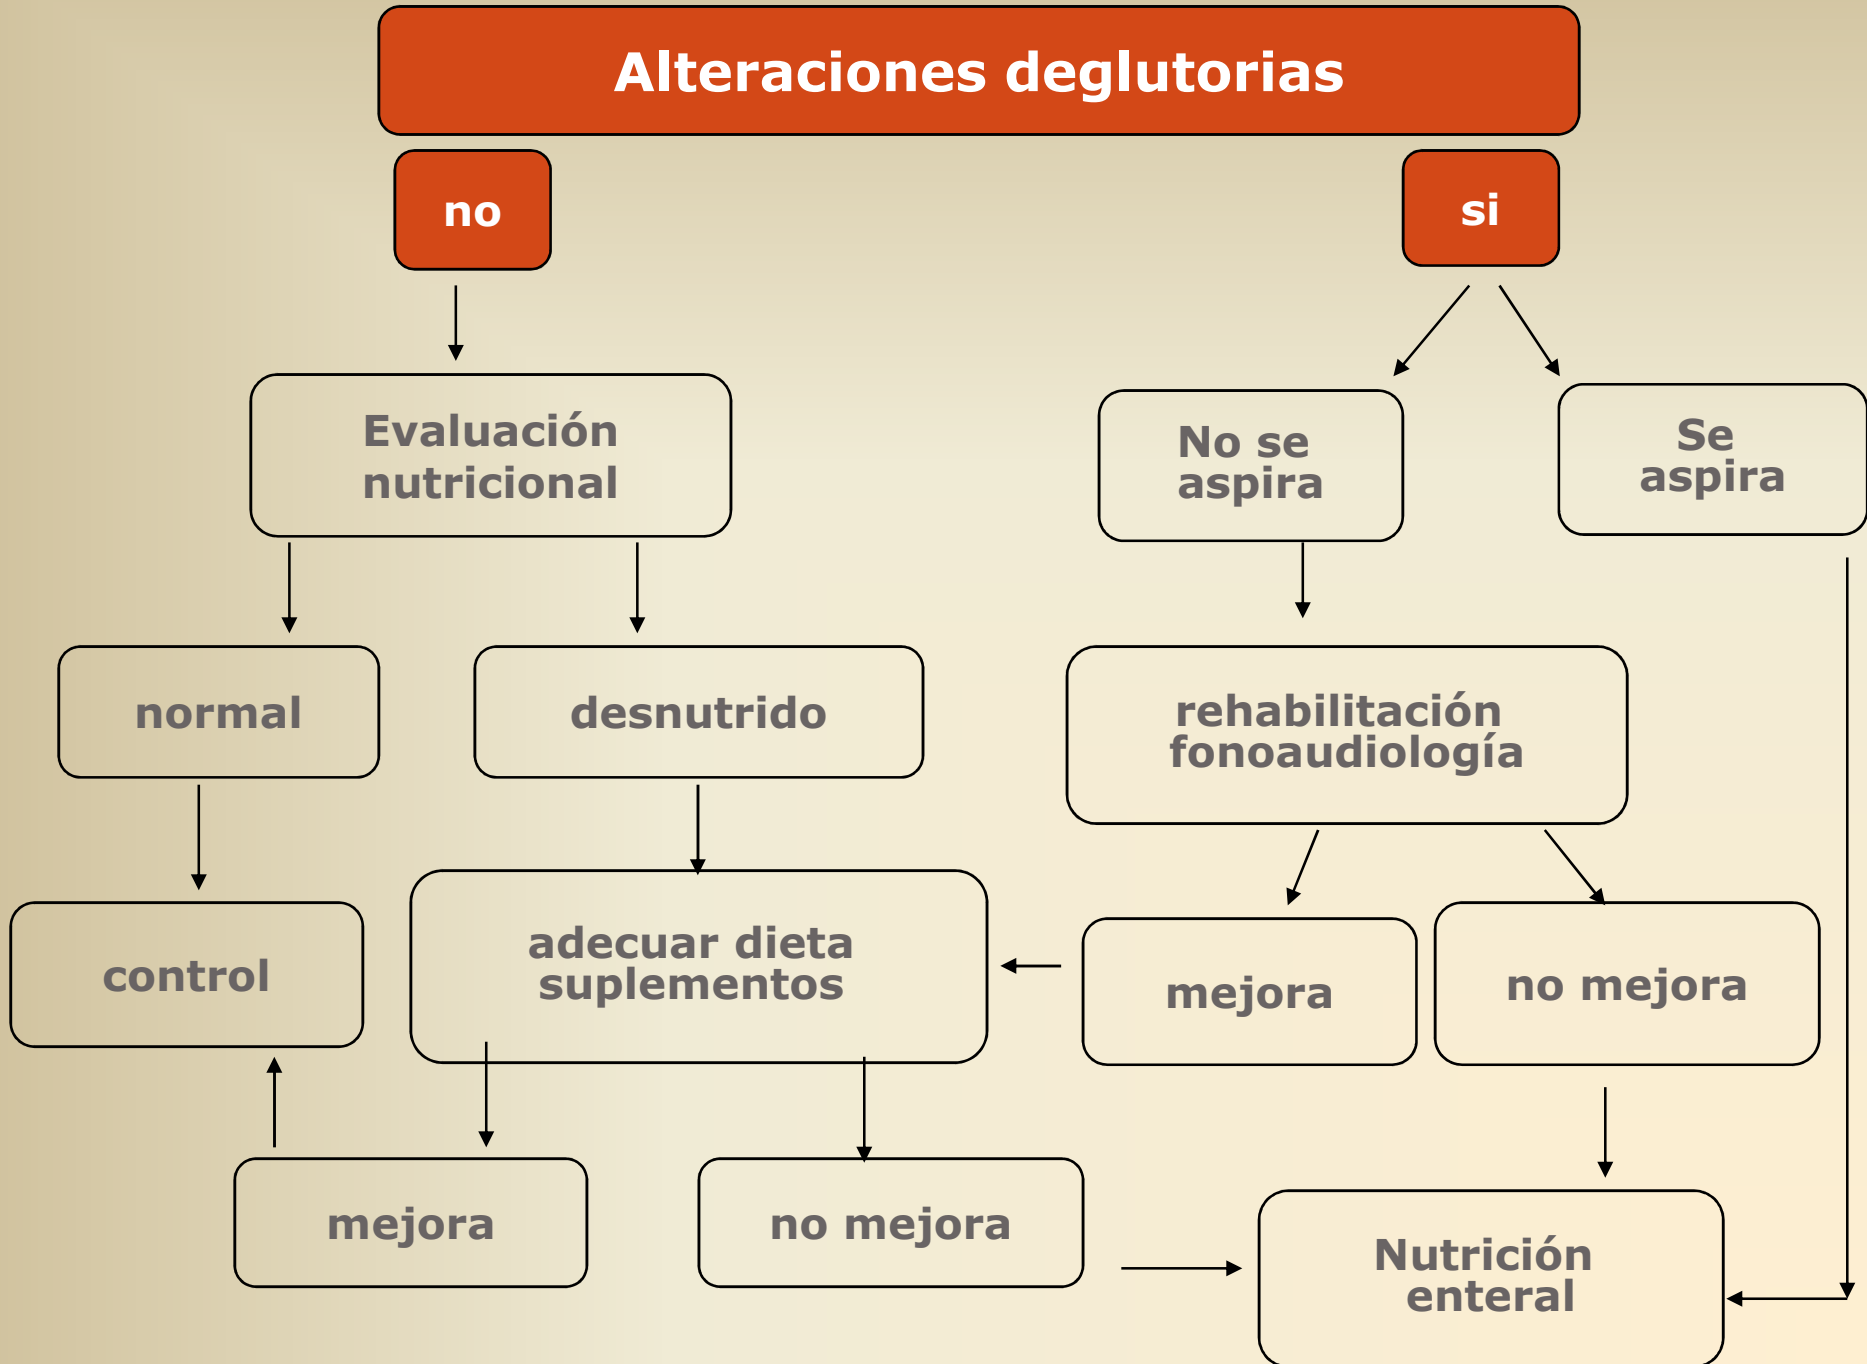 Alteraciones deglutorias
no
si
Evaluación
nutricional
No se
aspira
Se
aspira
normal
desnutrido
rehabilitación
fonoaudiología
control
adecuar dieta
suplementos
mejora
no mejora
mejora
no mejora
Nutrición
enteral